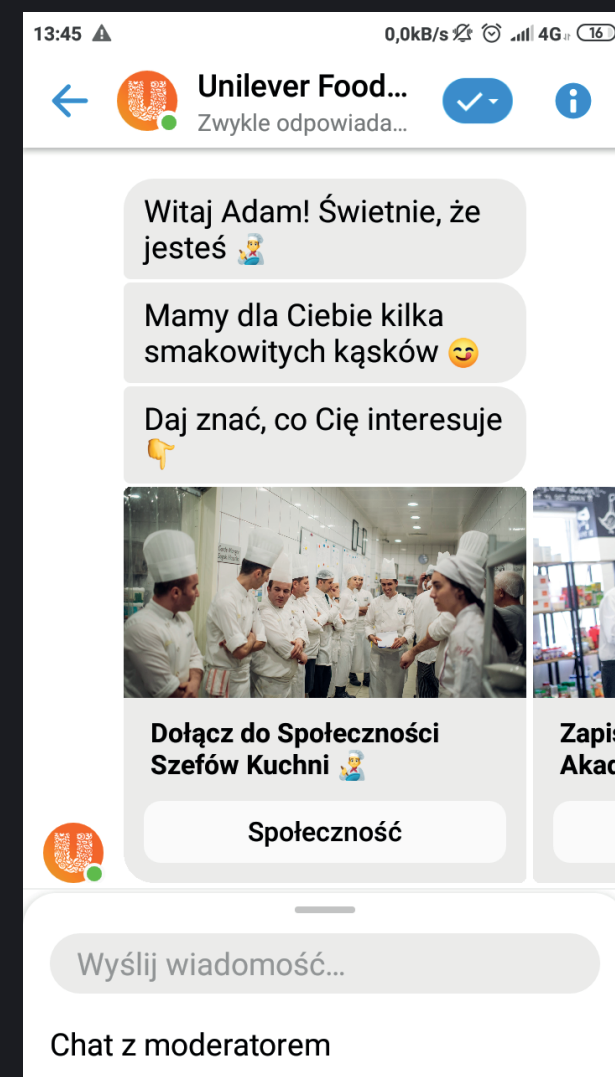 13:45
0,0kB/s 4G 16
Unilever Food...
Zwykle odpowiada...
Witaj Adam! Świetnie, że
jesteś 👨‍🍳
Mamy dla Ciebie kilka
smakowitych kąsków 😋
Daj znać, co Cię interesuje
👇
Dołącz do Społeczności
Szefów Kuchni 👨‍🍳
Społeczność
Zapis
Akad
Wyślij wiadomość...
Chat z moderatorem